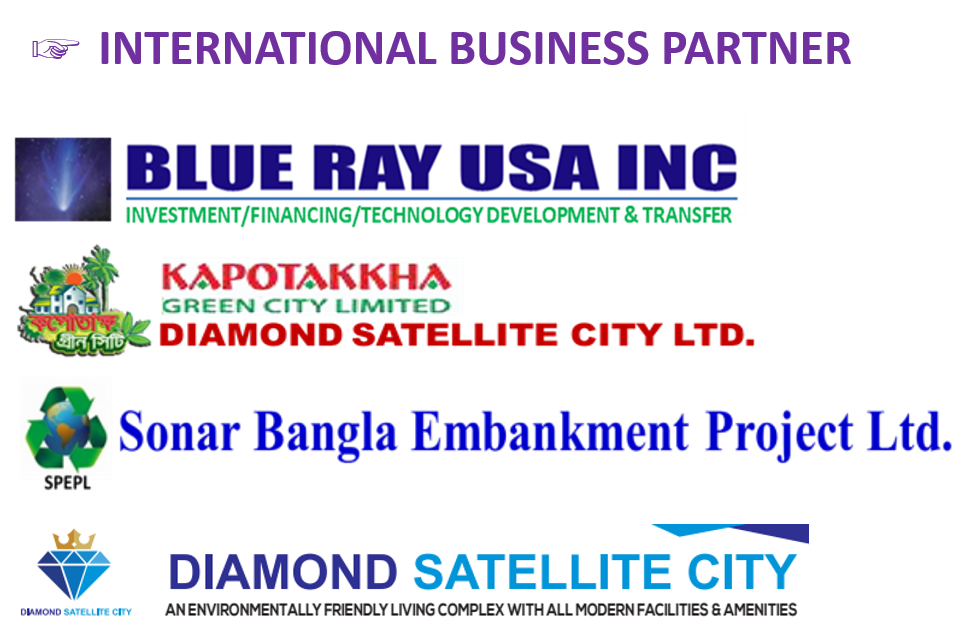 ☞ INTERNATIONAL BUSINESS PARTNER
BLUE RAY USA INC
INVESTMENT/FINANCING/TECHNOLOGY DEVELOPMENT & TRANSFER
KAPOTAKKHA
GREEN CITY LIMITED
DIAMOND SATELLITE CITY LTD.
কপোতাক্ষ
গ্রীন সিটি
Sonar Bangla Embankment Project Ltd.
SPEPL
DIAMOND SATELLITE CITY
AN ENVIRONMENTALLY FRIENDLY LIVING COMPLEX WITH ALL MODERN FACILITIES & AMENITIES
DIAMOND SATELLITE CITY